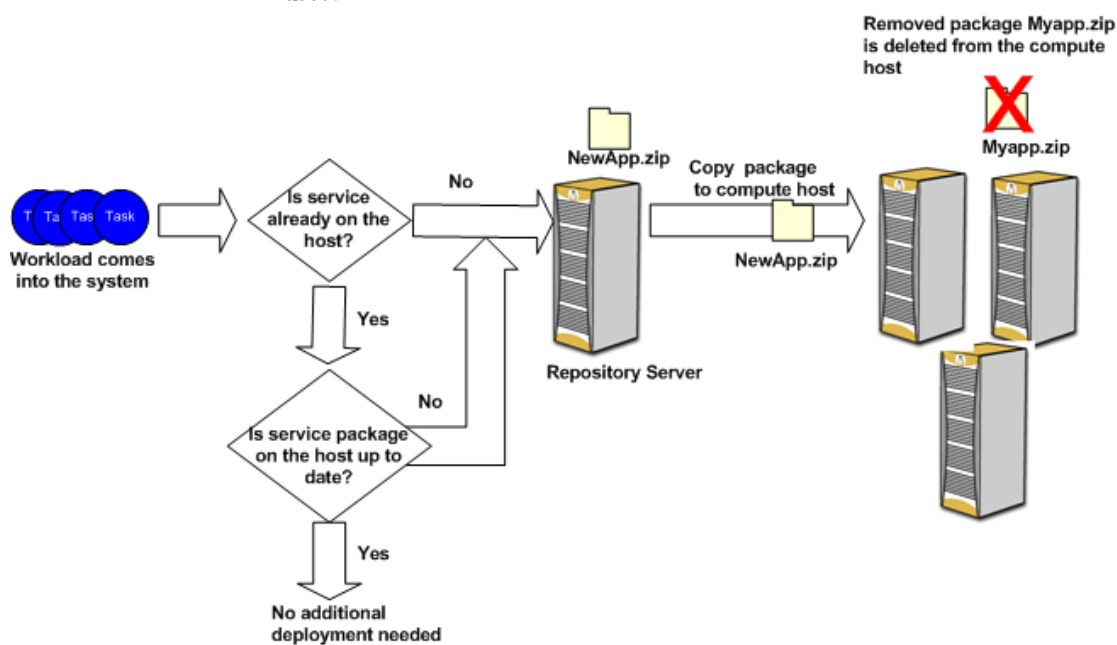 Removed package Myapp.zip
is deleted from the compute
host
Myapp.zip
NewApp.zip
Copy package
to compute host
NewApp.zip
No
Is service
already on the
host?
T
Ta
Tas
Task
Workload comes
into the system
Repository Server
Yes
No
Is service package
on the host up to
date?
Yes
No additional
deployment needed